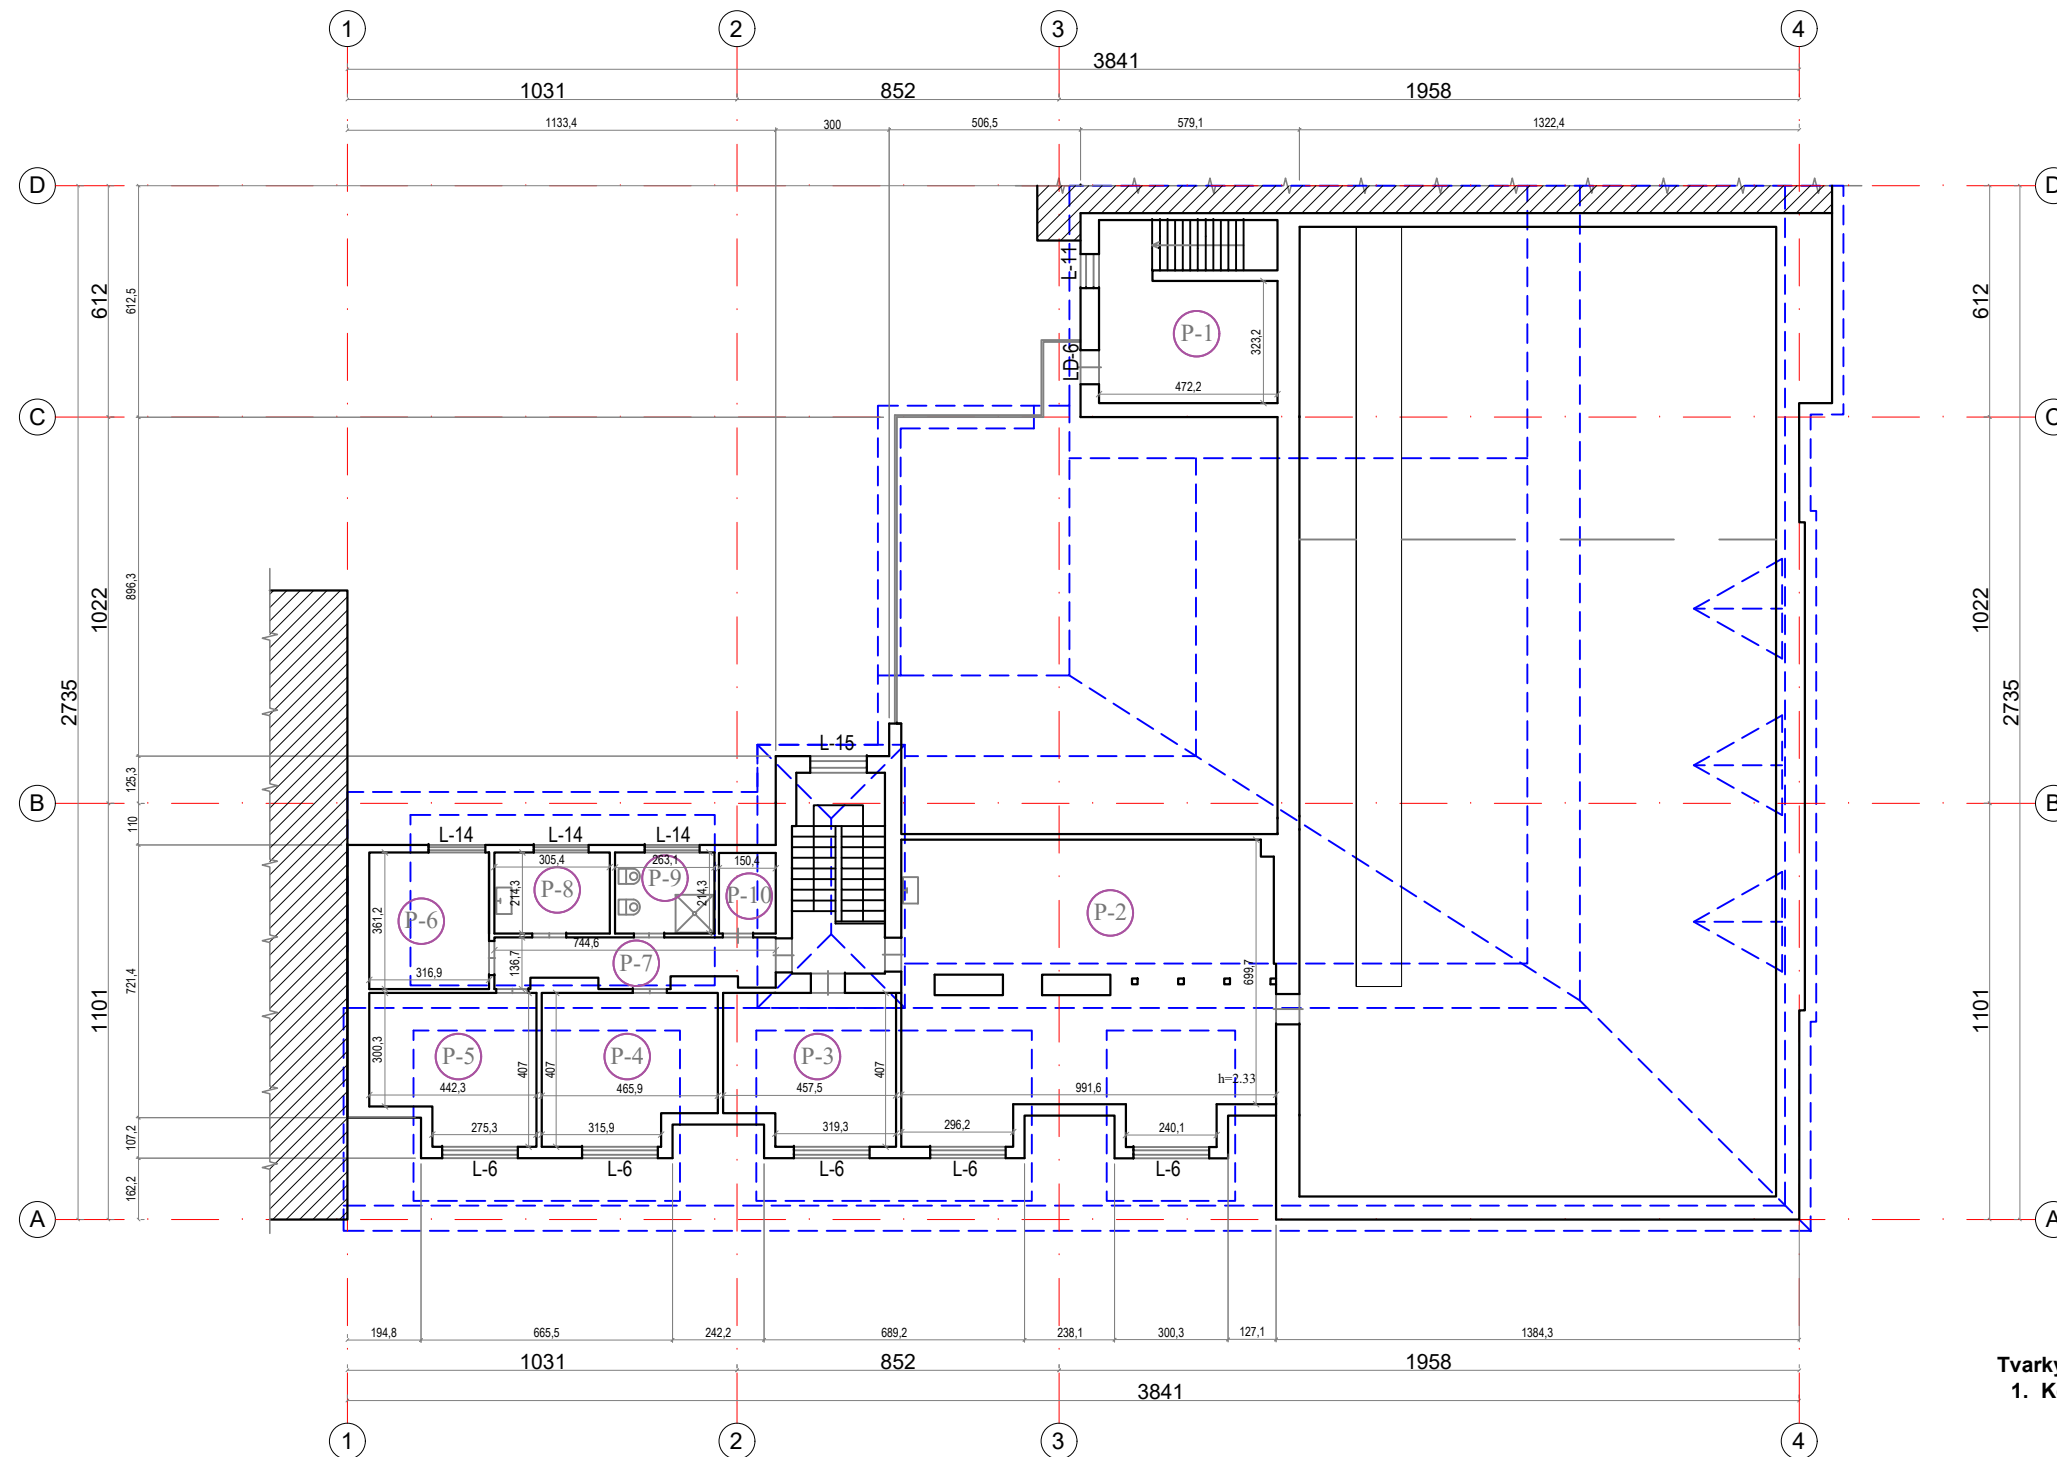 1 2 3 4
3841
1031 852 1958
1133,4 300 506,5 579,1 1322,4
D D
612 612,5 L-11 612
P-1 323,2
LD-6
472,2
C C
1022 896,3 1022
2735 2735
L-15
125,3
B B
110
L-14 L-14 L-14
305,4 263,1 150,4
P-8 P-9 P-10
214,3 214,3
P-6 361,2 P-2
744,6
316,9 136,7 P-7 699,7
721,4
1101 1101
P-5 P-4 P-3
300,3 407 407 407
442,3 465,9 457,5 991,6 h=2.33
107,2 275,3 315,9 319,3 296,2 240,1
L-6 L-6 L-6 L-6 L-6
162,2
A A
194,8 665,5 242,2 689,2 238,1 300,3 127,1 1384,3
1031 852 1958
3841
Tvarky
1. K
1 2 3 4